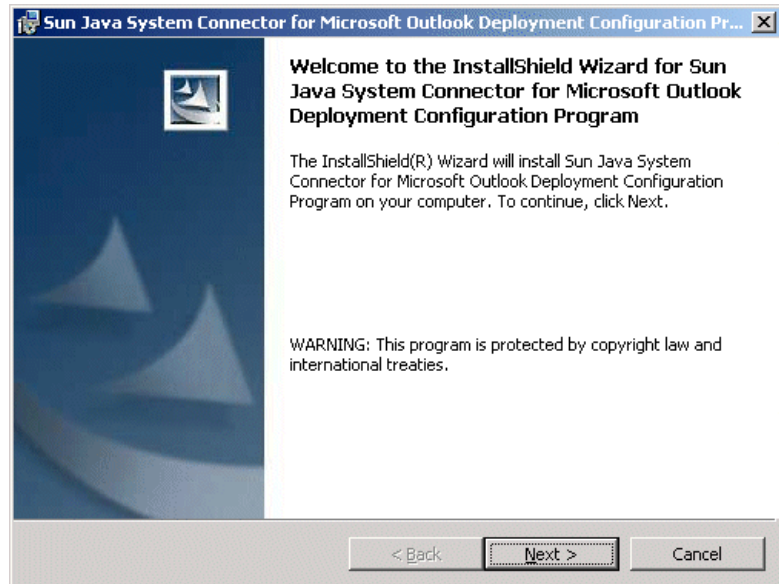 Sun Java System Connector for Microsoft Outlook Deployment Configuration Pr...
Welcome to the InstallShield Wizard for Sun
Java System Connector for Microsoft Outlook
Deployment Configuration Program
The InstallShield(R) Wizard will install Sun Java System
Connector for Microsoft Outlook Deployment Configuration
Program on your computer. To continue, click Next.
WARNING: This program is protected by copyright law and
international treaties.
< Back
Next >
Cancel